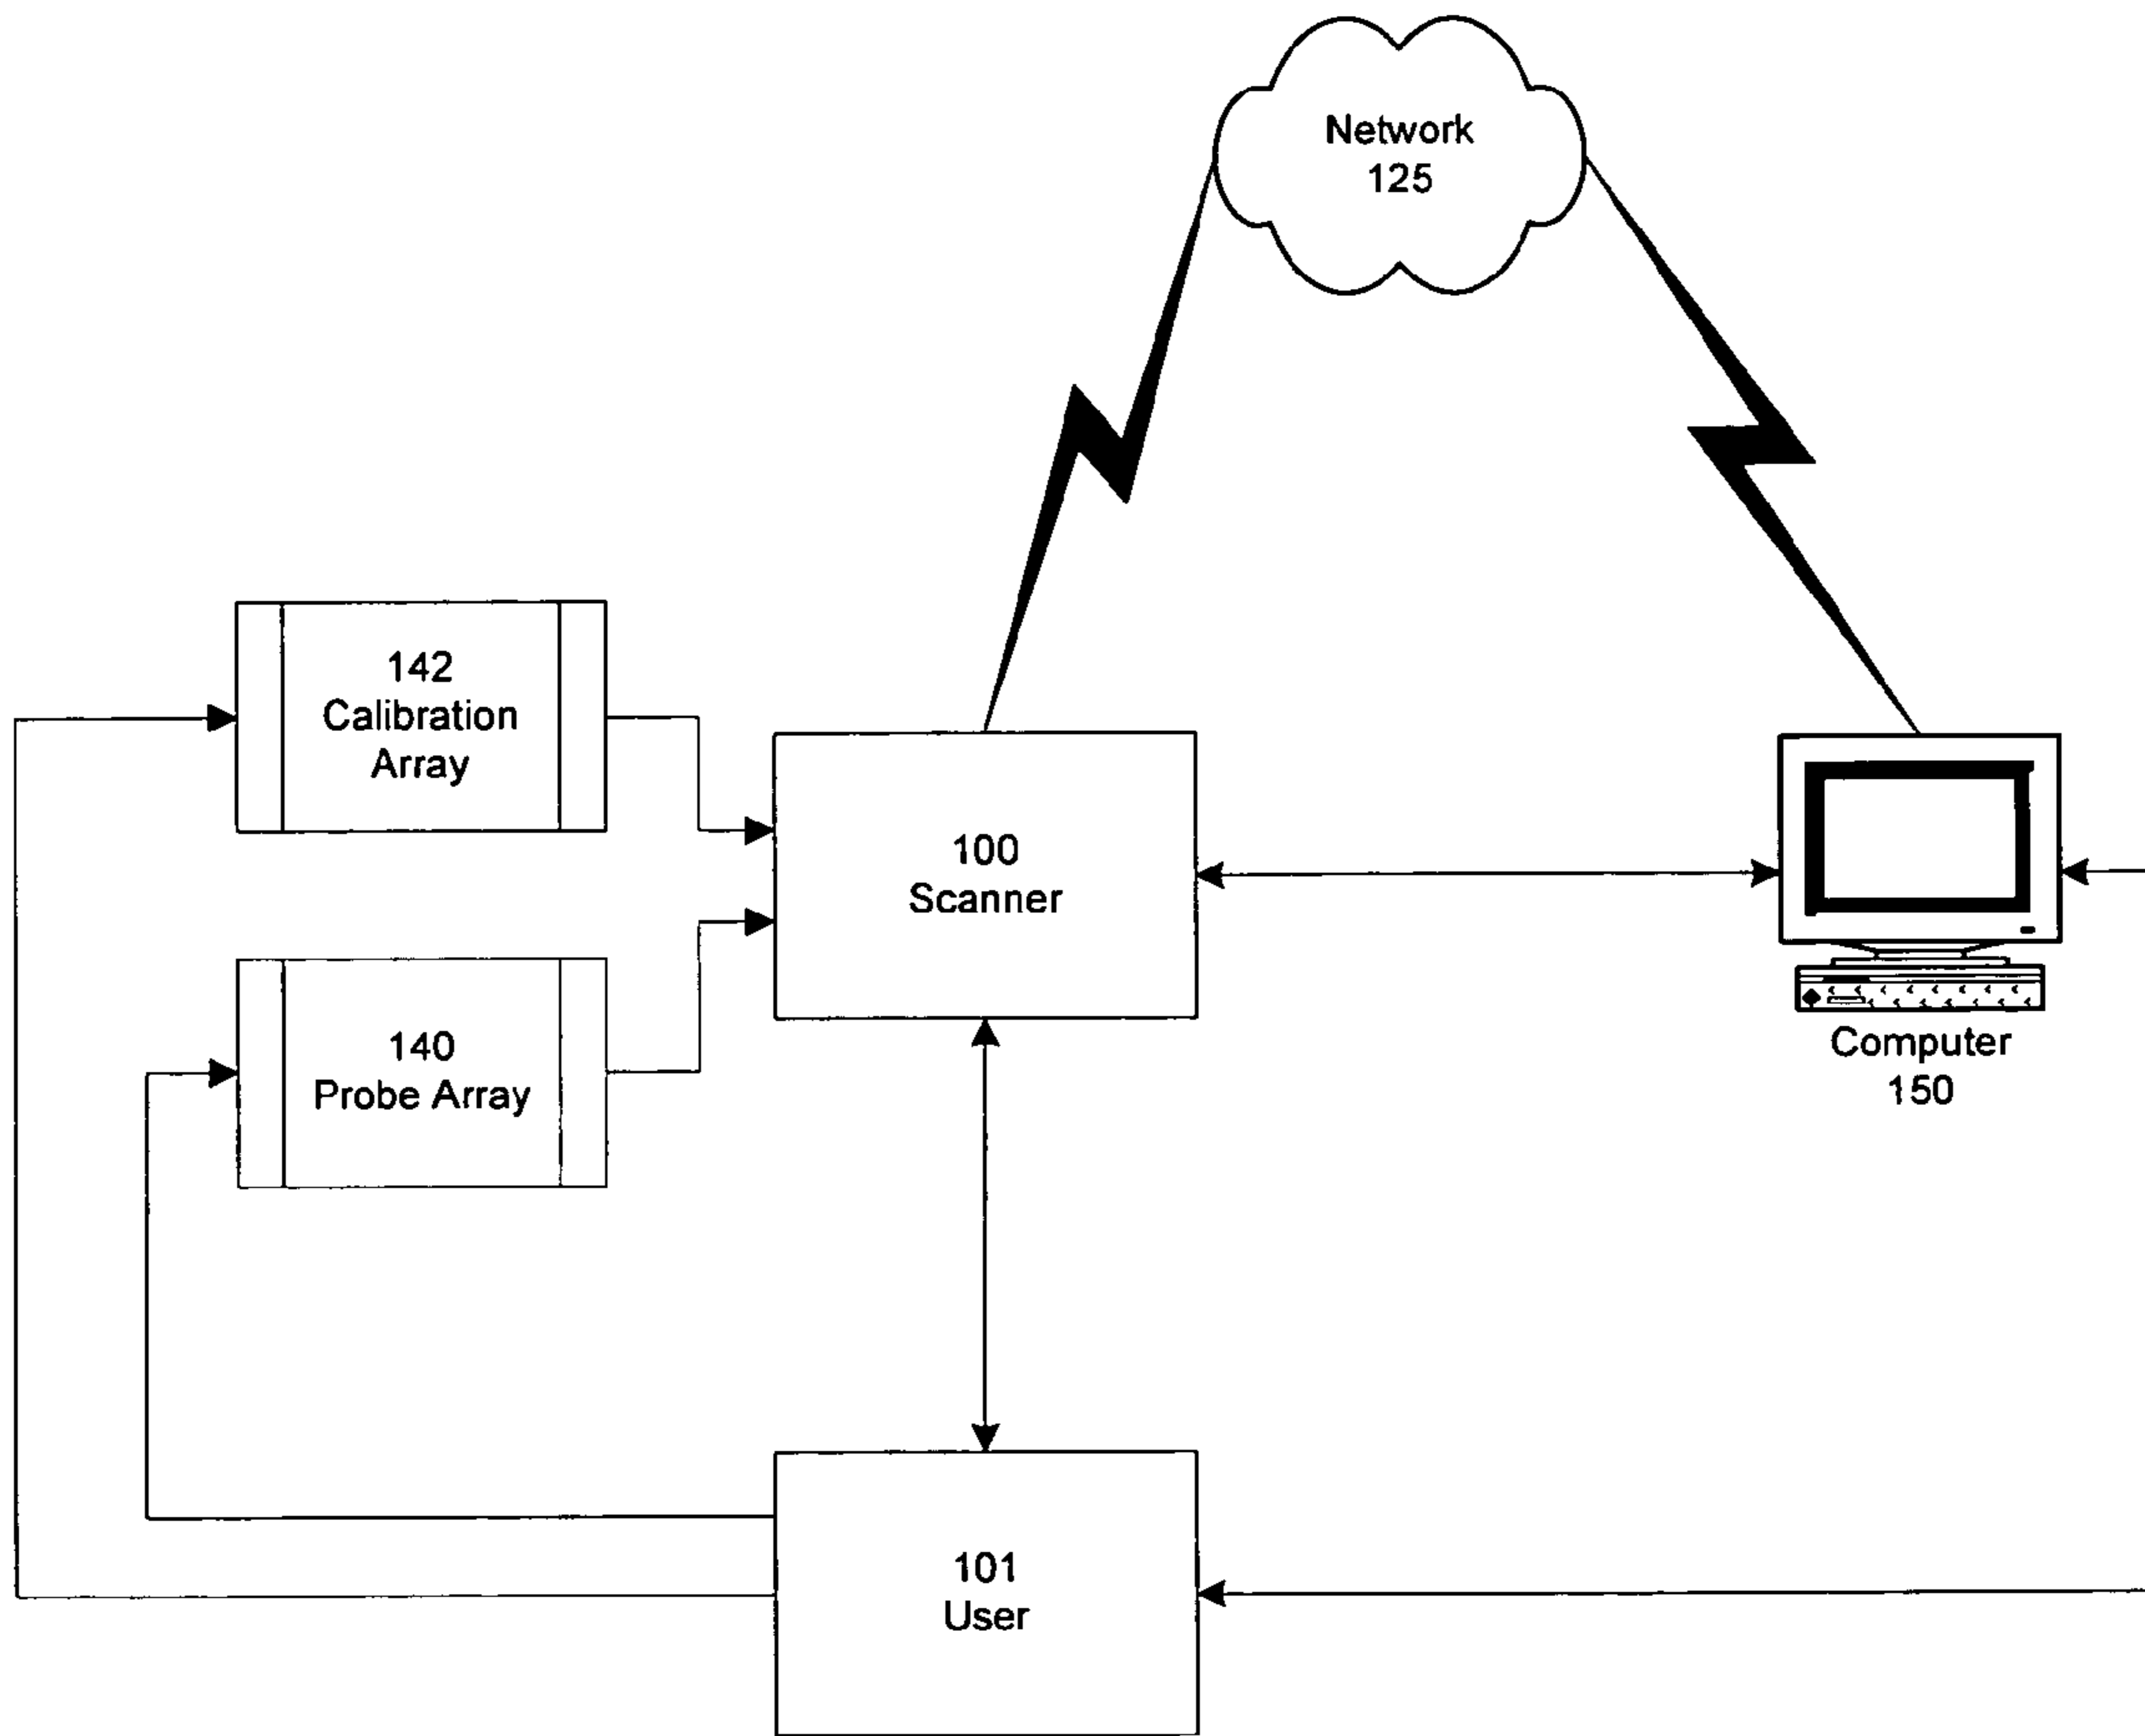 Network
125
142
Calibration
Array
100
Scanner
140
Probe Array
Computer
150
101
User